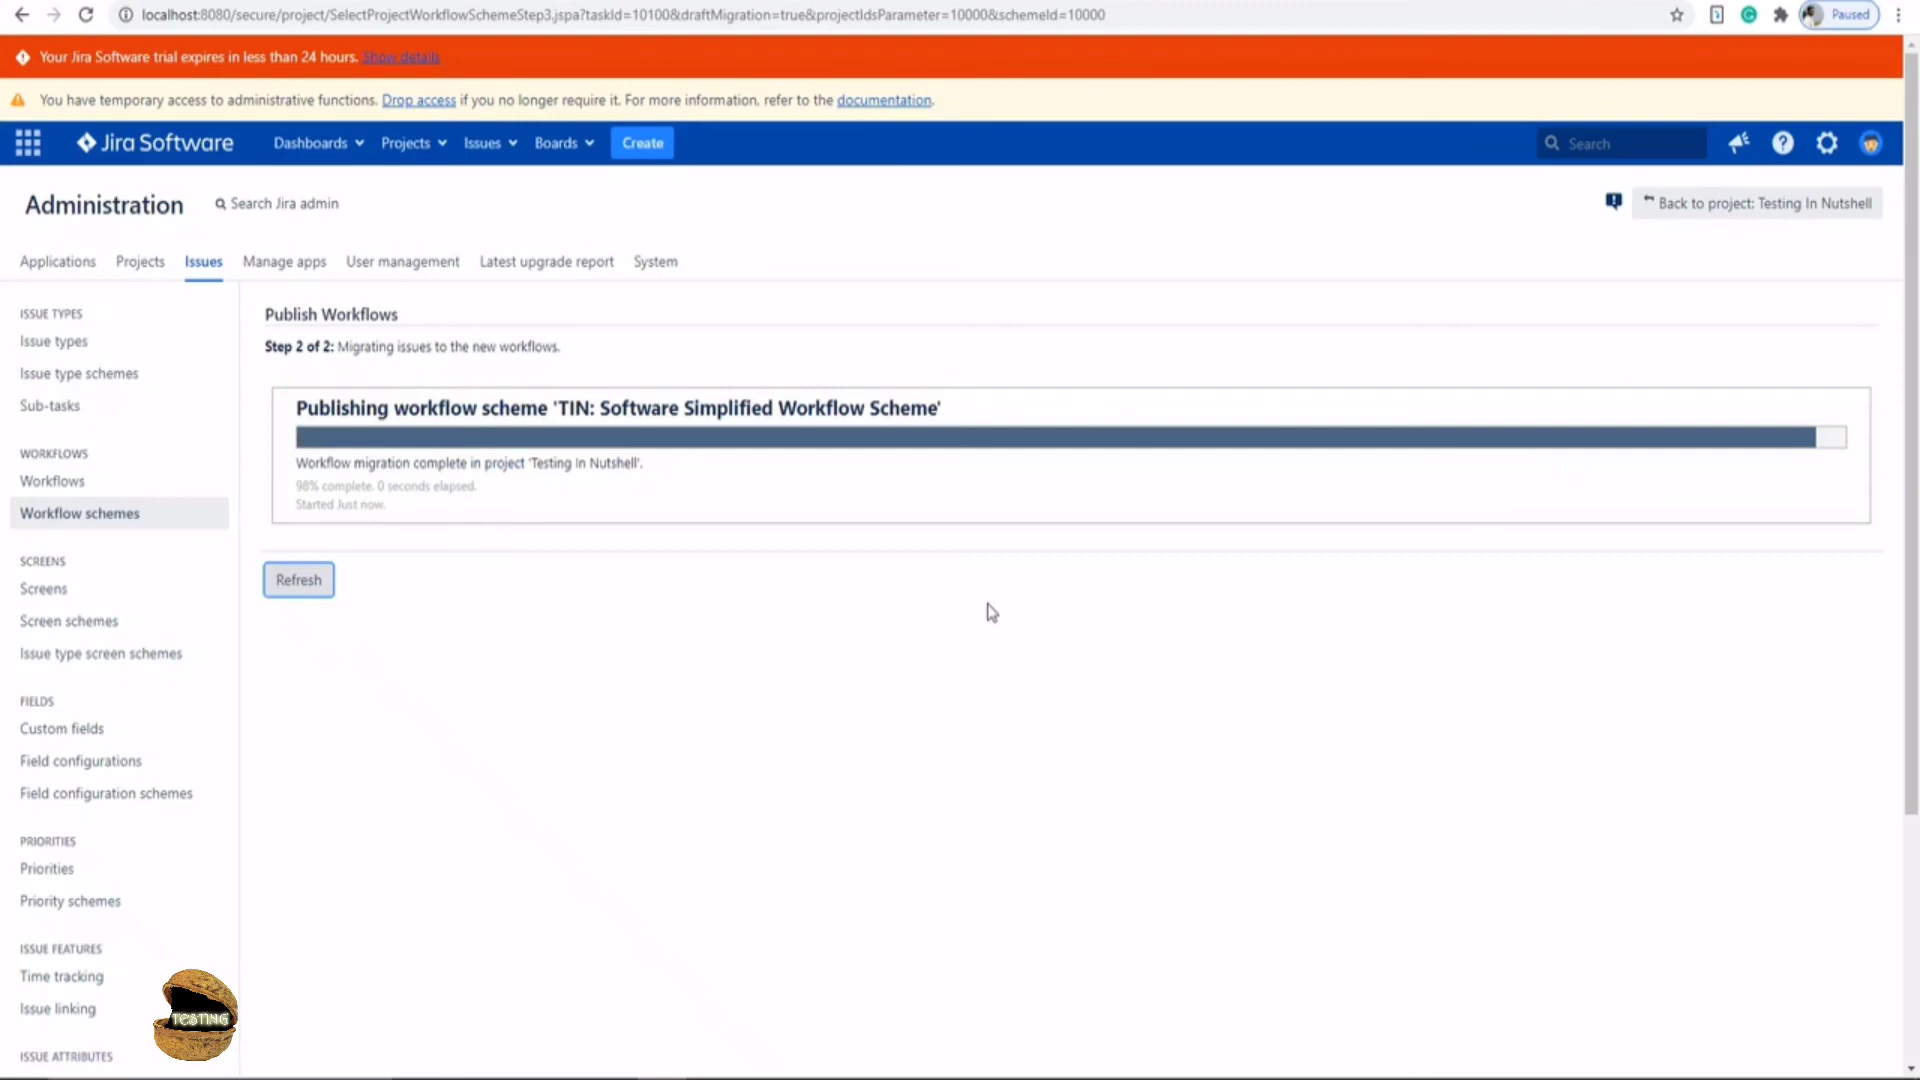 localhost:8080/secure/project/SelectProjectWorkflowSchemeStep3.jspa?taskId=10100&draftMigration=true&projectIdsParameter=10000&schemeId=10000
Paused
Your Jira Software trial expires in less than 24 hours. Show details
You have temporary access to administrative functions. Drop access if you no longer require it. For more information, refer to the documentation.
Jira Software Dashboards Projects Issues Boards Create Search
Administration Search Jira admin Back to project: Testing In Nutshell
Applications Projects Issues Manage apps User management Latest upgrade report System
ISSUE TYPES
Issue types
Issue type schemes
Sub-tasks
WORKFLOWS
Workflows
Workflow schemes
SCREENS
Screens
Screen schemes
Issue type screen schemes
FIELDS
Custom fields
Field configurations
Field configuration schemes
PRIORITIES
Priorities
Priority schemes
ISSUE FEATURES
Time tracking
Issue linking
ISSUE ATTRIBUTES
Publish Workflows
Step 2 of 2: Migrating issues to the new workflows.
Publishing workflow scheme 'TIN: Software Simplified Workflow Scheme'
Workflow migration complete in project 'Testing In Nutshell'.
98% complete. 0 seconds elapsed.
Started Just now.
Refresh
TESTING